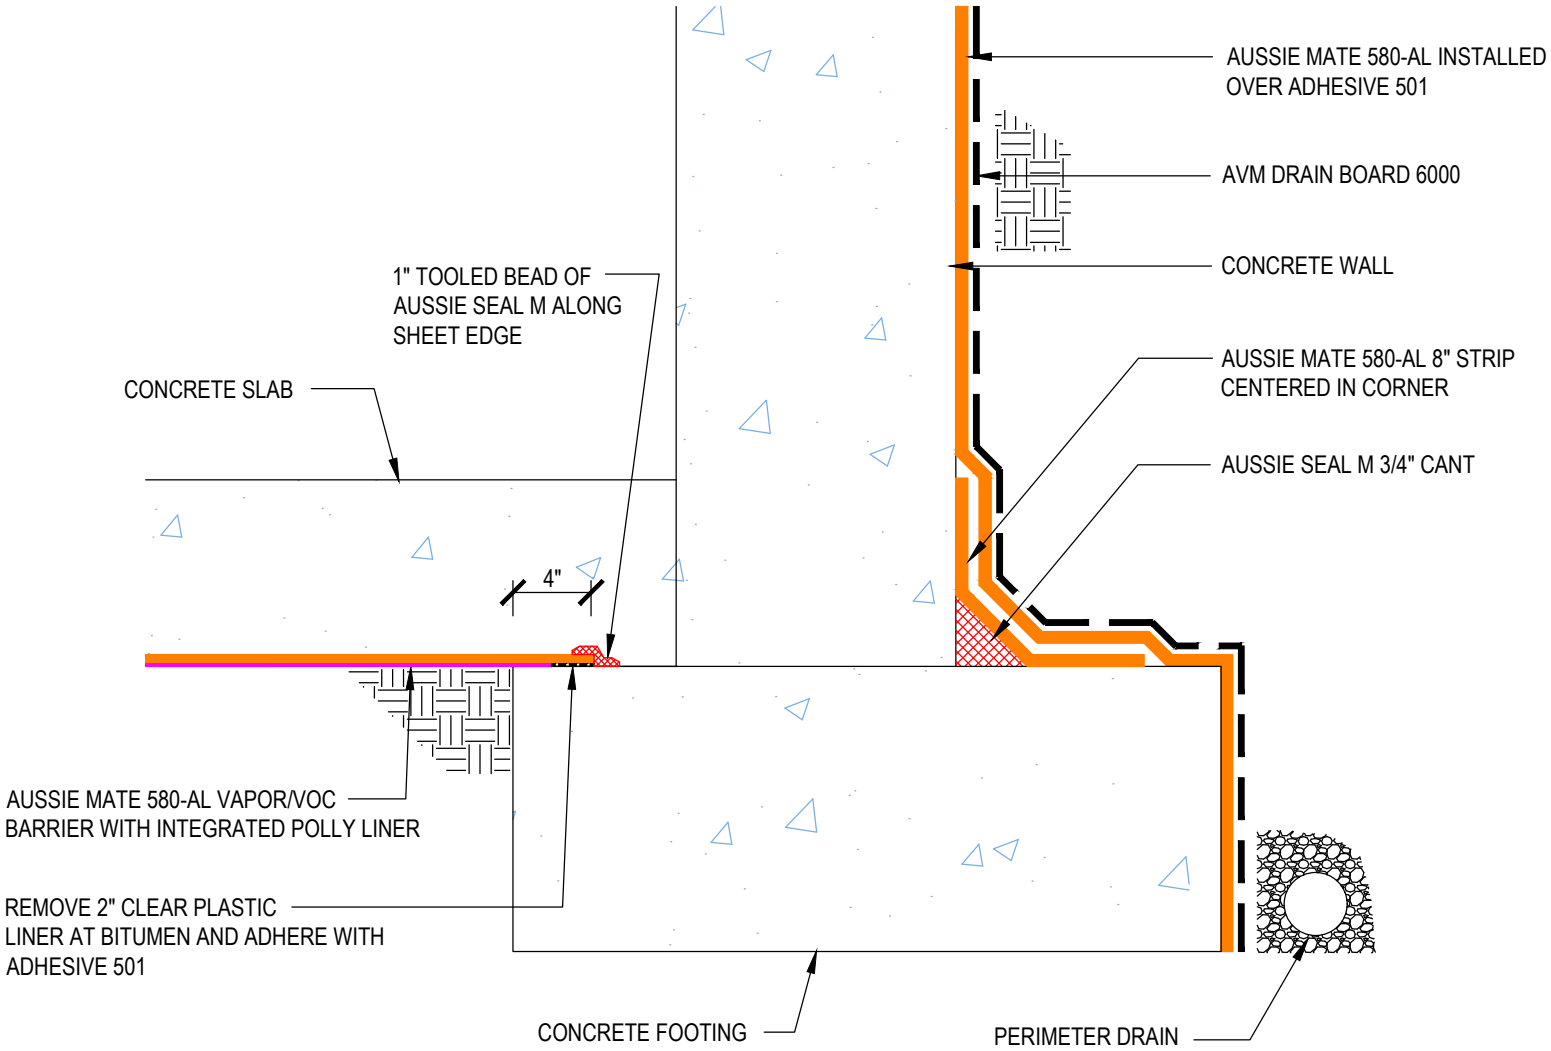 AUSSIE MATE 580-AL INSTALLED
OVER ADHESIVE 501
AVM DRAIN BOARD 6000
CONCRETE WALL
1" TOOLED BEAD OF
AUSSIE SEAL M ALONG
SHEET EDGE
AUSSIE MATE 580-AL 8" STRIP
CENTERED IN CORNER
CONCRETE SLAB
AUSSIE SEAL M 3/4" CANT
4"
AUSSIE MATE 580-AL VAPOR/VOC
BARRIER WITH INTEGRATED POLLY LINER
REMOVE 2" CLEAR PLASTIC
LINER AT BITUMEN AND ADHERE WITH
ADHESIVE 501
CONCRETE FOOTING
PERIMETER DRAIN